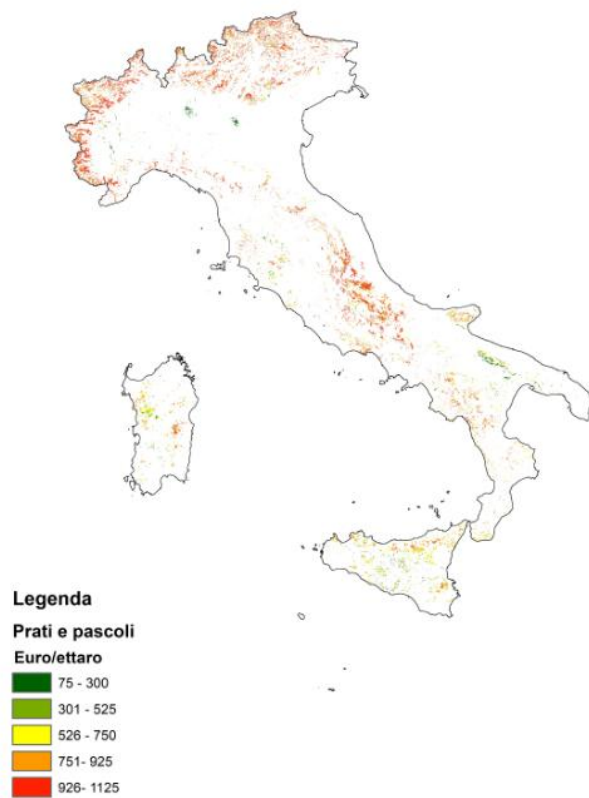 Legenda
Prati e pascoli
Euro/ettaro
75 - 300
301 - 525
526 - 750
751- 925
926- 1125